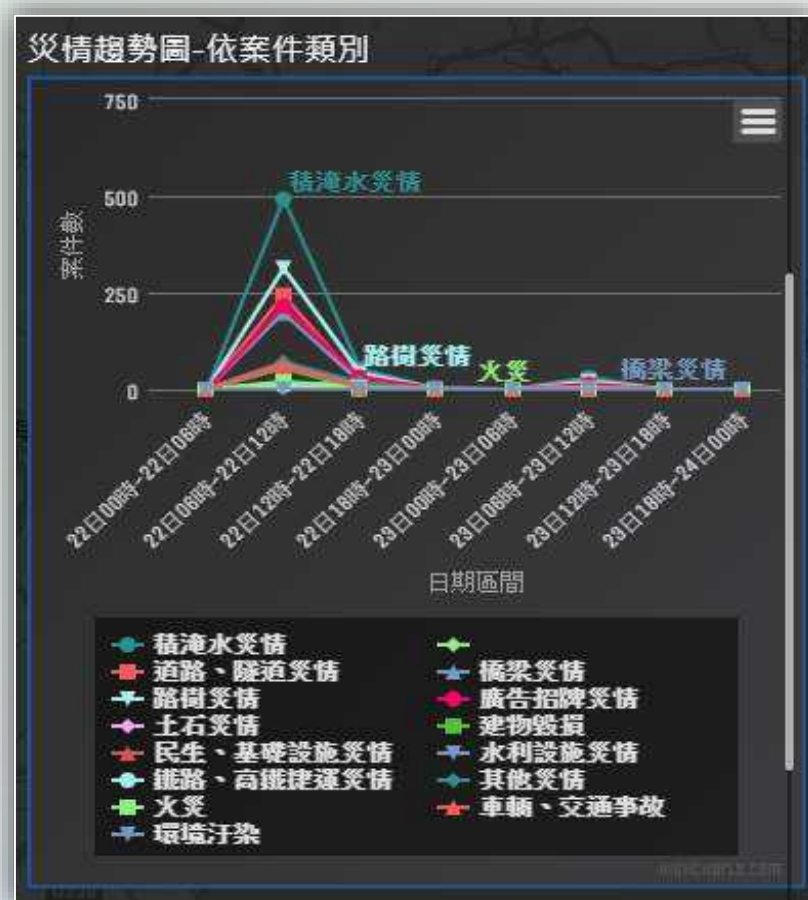 災情趨勢圖-依案件類別
750
500
250
0
案件數
積淹水災情
路樹災情
火災
橋梁災情
22日00時-22日06時
22日06時-22日12時
22日12時-22日18時
22日18時-23日00時
23日00時-23日06時
23日06時-23日12時
23日12時-23日18時
23日18時-24日00時
日期區間
積淹水災情
道路、隧道災情
橋梁災情
路樹災情
廣告招牌災情
土石災情
建物毀損
民生、基礎設施災情
水利設施災情
鐵路、高鐵捷運災情
其他災情
火災
車輛、交通事故
環境汙染